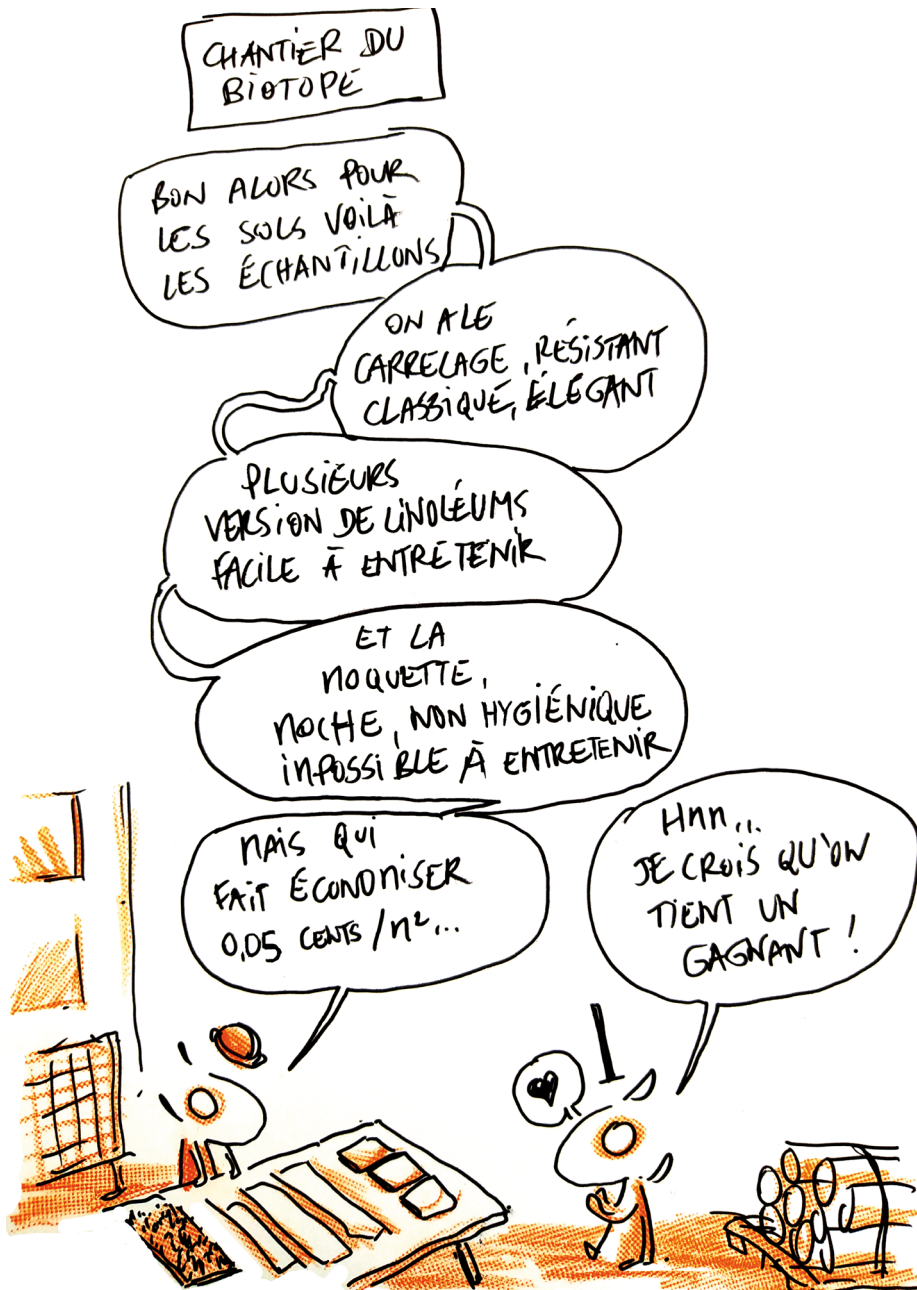 CHANTIER DU
BIOTOPE
BON ALORS POUR
LES SOLS VOILÀ
LES ÉCHANTILLONS
ON A LE
CARRELAGE, RÉSISTANT
CLASSIQUE, ÉLÉGANT
PLUSIEURS
VERSION DE LINOLÉUMS
FACILE À ENTRETENIR
ET LA
MOQUETTE,
MOCHE, NON HYGIÉNIQUE
IMPOSSIBLE À ENTRETENIR
MAIS QUI
FAIT ÉCONOMISER
0,05 CENTS/M²...
HMM...
JE CROIS QU'ON
TIENT UN
GAGNANT !